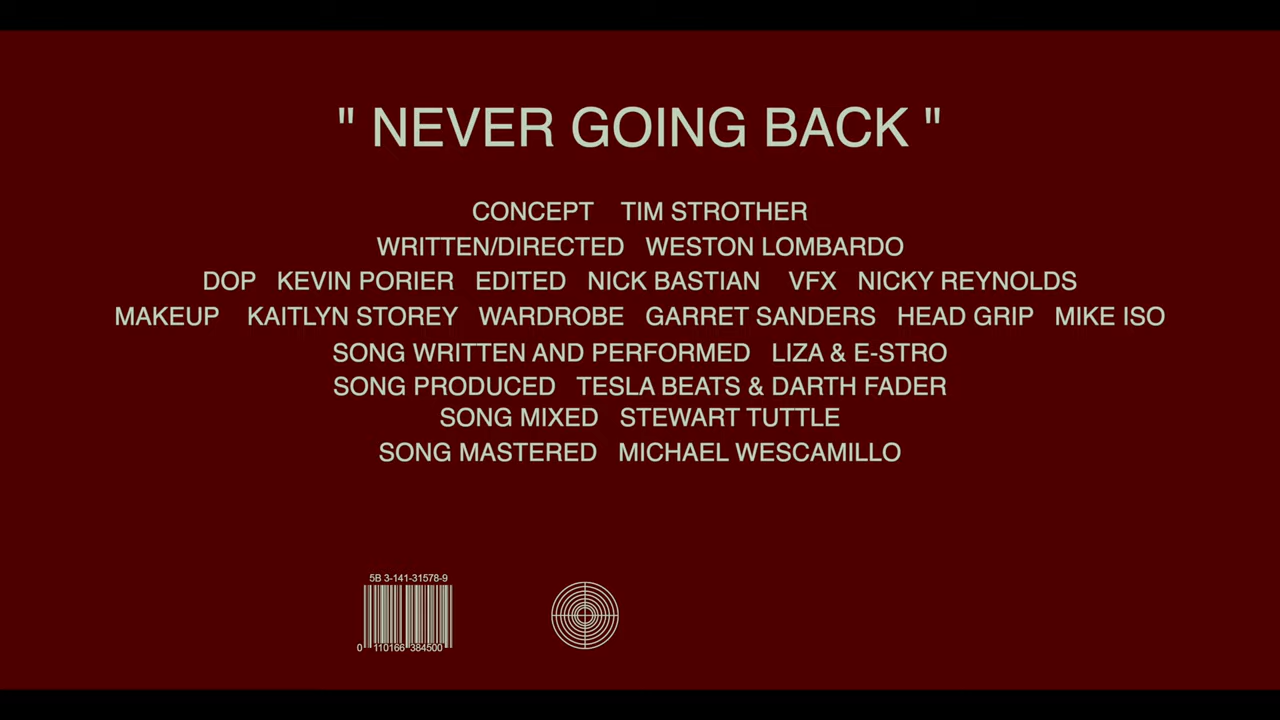 " NEVER GOING BACK "
CONCEPT TIM STROTHER
WRITTEN/DIRECTED WESTON LOMBARDO
DOP KEVIN PORIER EDITED NICK BASTIAN VFX NICKY REYNOLDS
MAKEUP KAITLYN STOREY WARDROBE GARRET SANDERS HEAD GRIP MIKE ISO
SONG WRITTEN AND PERFORMED LIZA & E-STRO
SONG PRODUCED TESLA BEATS & DARTH FADER
SONG MIXED STEWART TUTTLE
SONG MASTERED MICHAEL WESCAMILLO
5B 3-141-31578-9
0 110166 384500